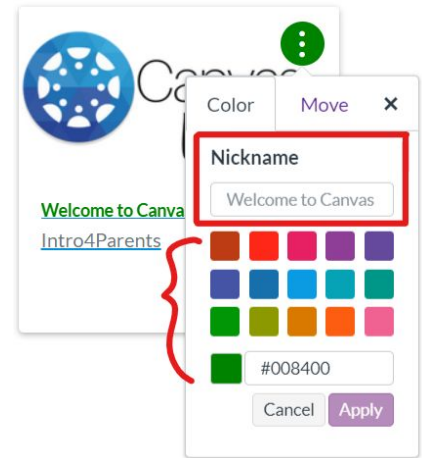 Canvas
Color
Move
×
Nickname
Welcome to Canvas
Welcome to Canva
Intro4Parents
#008400
Cancel
Apply